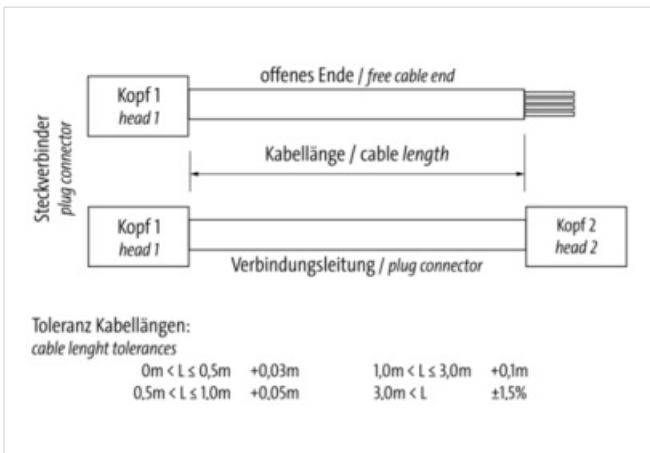 offenes Ende / free cable end
Kopf 1
head 1
Steckverbinder
plug connector
Kabellänge / cable length
Kopf 1
head 1
Kopf 2
head 2
Verbindungsleitung / plug connector
Toleranz Kabellängen:
cable lenght tolerances
0m < L ≤ 0,5m +0,03m 1,0m < L ≤ 3,0m +0,1m
0,5m < L ≤ 1,0m +0,05m 3,0m < L ±1,5%